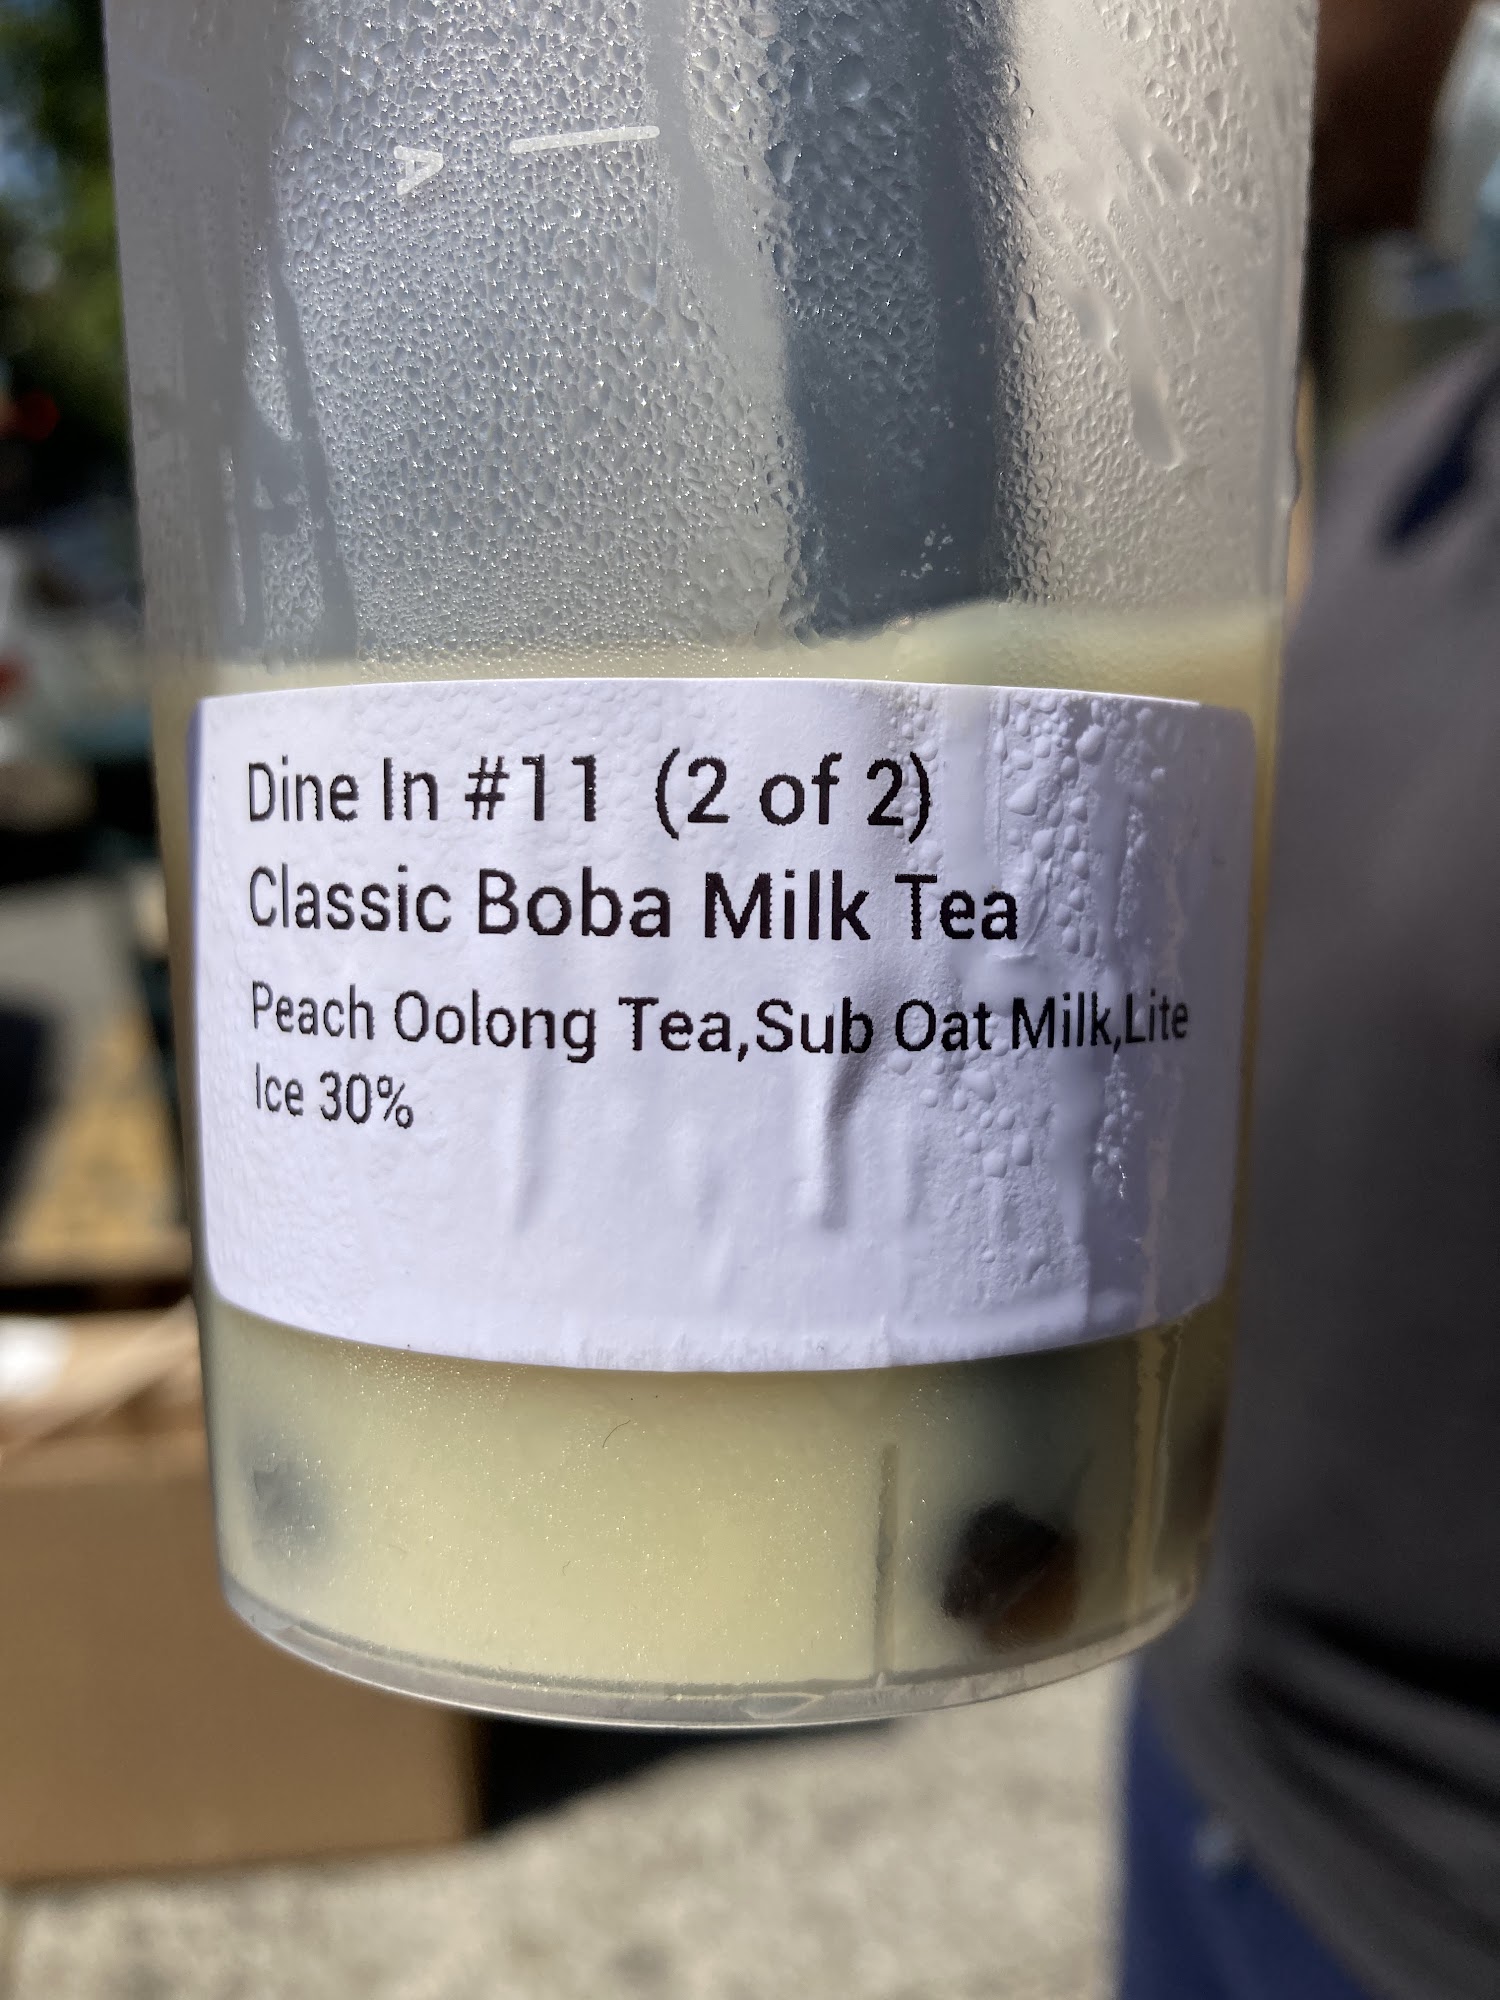 A
Dine In #11 (2 of 2)
Classic Boba Milk Tea
Peach Oolong Tea,Sub Oat Milk,Lite
Ice 30%